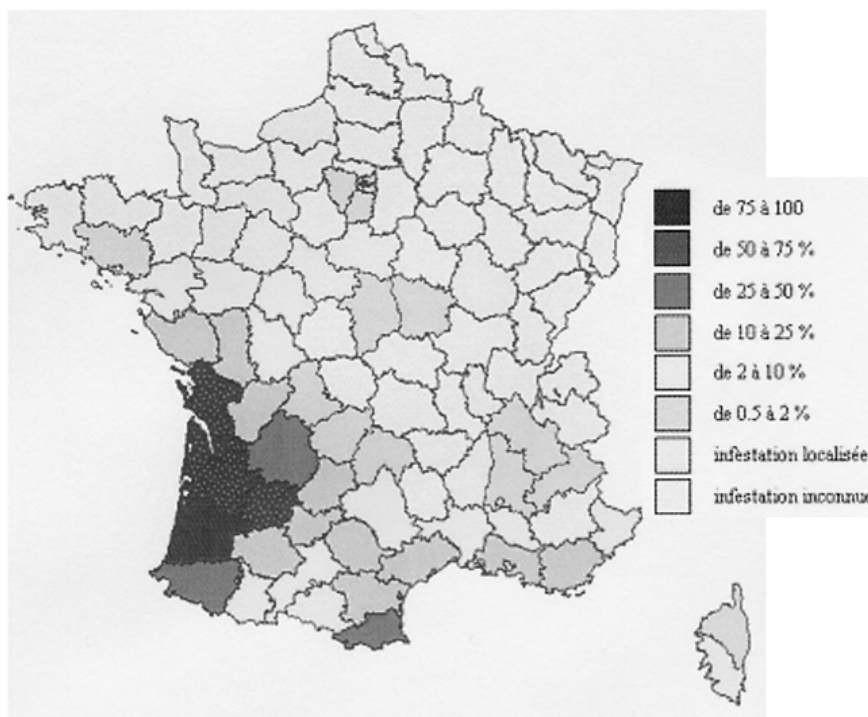 de 75 à 100
de 50 à 75 %
de 25 à 50 %
de 10 à 25 %
de 2 à 10 %
de 0.5 à 2 %
infestation localisée
infestation inconnue